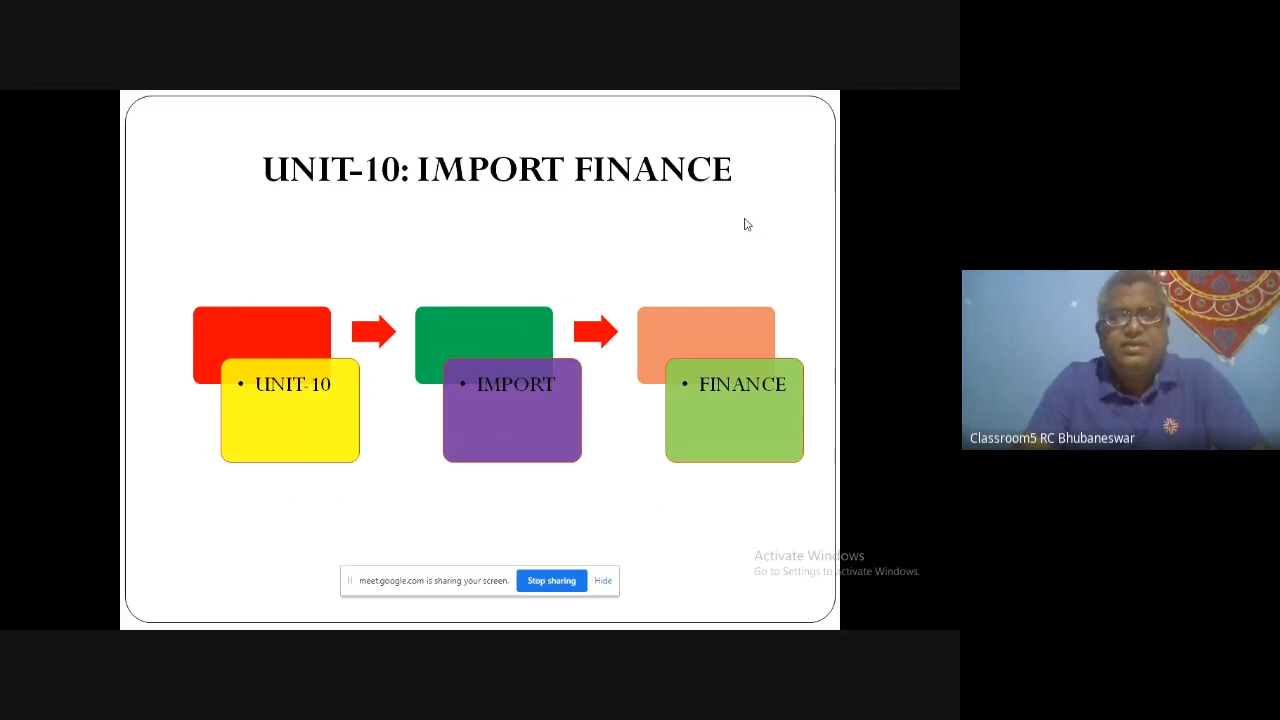 UNIT-10: IMPORT FINANCE
• UNIT-10
• IMPORT
• FINANCE
Classroom5 RC Bhubaneswar
Activate Windows
Go to Settings to activate Windows.
meet.google.com is sharing your screen. Stop sharing Hide